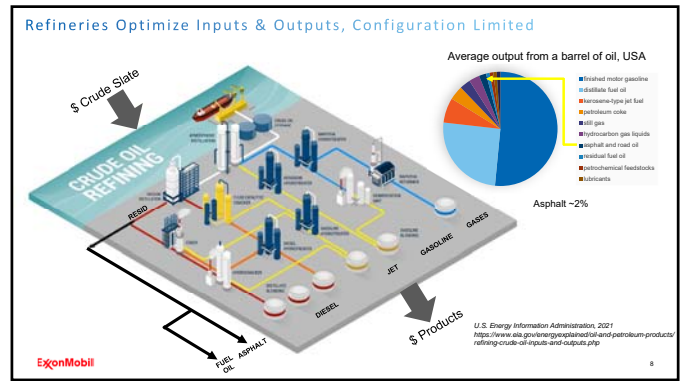 Refineries Optimize Inputs & Outputs, Configuration Limited
Average output from a barrel of oil, USA
$ Crude Slate
CRUDE OIL
REFINING
finished motor gasoline
distillate fuel oil
kerosene-type jet fuel
petroleum coke
still gas
hydrocarbon gas liquids
asphalt and road oil
residual fuel oil
petrochemical feedstocks
lubricants
Asphalt ~2%
RESID
GASES
GASOLINE
JET
DIESEL
$ Products
ASPHALT
FUEL
OIL
U.S. Energy Information Administration, 2021
https://www.eia.gov/energyexplained/oil-and-petroleum-products/
refining-crude-oil-inputs-and-outputs.php
ExxonMobil
8